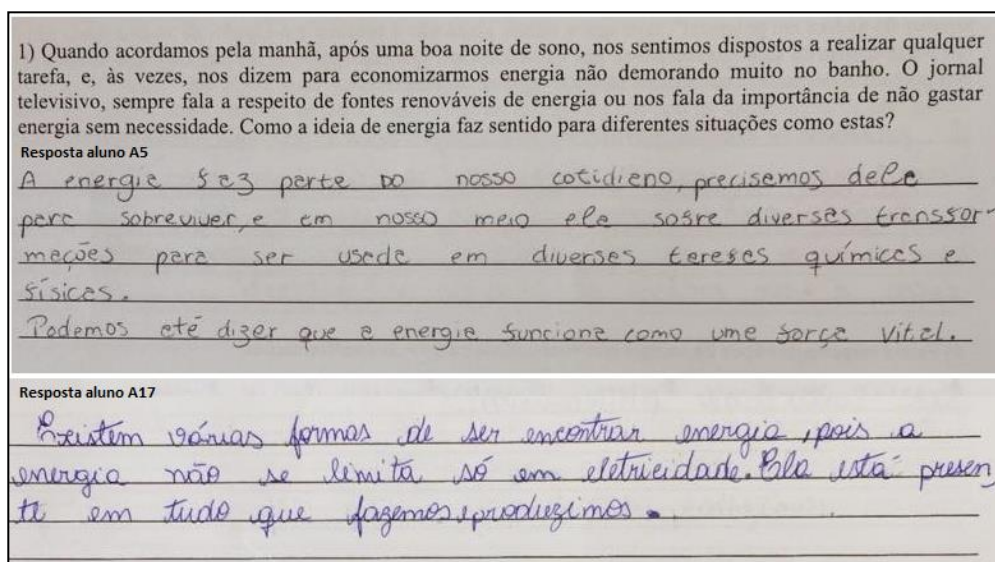 1) Quando acordamos pela manhã, após uma boa noite de sono, nos sentimos dispostos a realizar qualquer
tarefa, e, às vezes, nos dizem para economizarmos energia não demorando muito no banho. O jornal
televisivo, sempre fala a respeito de fontes renováveis de energia ou nos fala da importância de não gastar
energia sem necessidade. Como a ideia de energia faz sentido para diferentes situações como estas?
Resposta aluno A5
A energia faz parte DO nosso cotidiano, precisamos dela
para sobreviver, e em nosso meio ela sofre diversas transfor-
mações para ser usada em diversas tarefas químicas e
físicas.
Podemos até dizer que a energia funciona como uma força vital.
Resposta aluno A17
Existem várias formas de ser encontrar energia, pois a
energia não se limita só em eletricidade. Ela está presen
te em tudo que fazemos, produzimos.